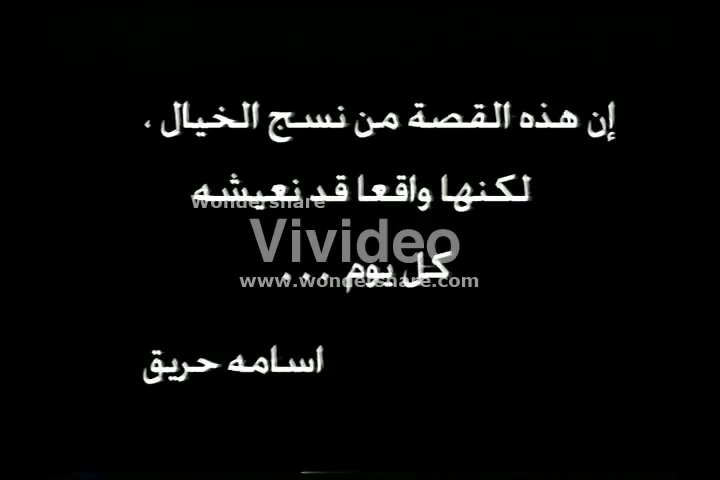 إن هذه القصة من نسج الخيال ،
لكنها واقعا قد نعيشه
wondershare
Vivideo
كل يوم ...
www.wondershare.com
اسامه حريق